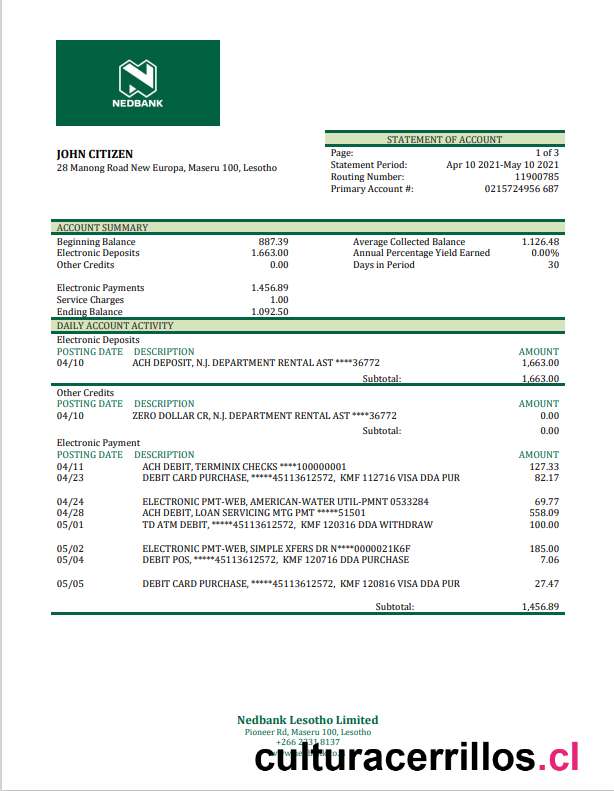 NEDBANK
STATEMENT OF ACCOUNT
JOHN CITIZEN
28 Manong Road New Europa, Maseru 100, Lesotho
Page: 1 of 3
Statement Period: Apr 10 2021-May 10 2021
Routing Number: 11900785
Primary Account #: 0215724956 687
ACCOUNT SUMMARY
Beginning Balance 887.39 Average Collected Balance 1.126.48
Electronic Deposits 1.663.00 Annual Percentage Yield Earned 0.00%
Other Credits 0.00 Days in Period 30
Electronic Payments 1.456.89
Service Charges 1.00
Ending Balance 1.092.50
DAILY ACCOUNT ACTIVITY
Electronic Deposits
POSTING DATE DESCRIPTION AMOUNT
04/10 ACH DEPOSIT, N.J. DEPARTMENT RENTAL AST ****36772 1,663.00
Subtotal: 1,663.00
Other Credits
POSTING DATE DESCRIPTION AMOUNT
04/10 ZERO DOLLAR CR, N.J. DEPARTMENT RENTAL AST ****36772 0.00
Subtotal: 0.00
Electronic Payment
POSTING DATE DESCRIPTION AMOUNT
04/11 ACH DEBIT, TERMINIX CHECKS ****100000001 127.33
04/23 DEBIT CARD PURCHASE, *****45113612572, KMF 112716 VISA DDA PUR 82.17
04/24 ELECTRONIC PMT-WEB, AMERICAN-WATER UTIL-PMNT 0533284 69.77
04/28 ACH DEBIT, LOAN SERVICING MTG PMT *****51501 558.09
05/01 TD ATM DEBIT, *****45113612572, KMF 120316 DDA WITHDRAW 100.00
05/02 ELECTRONIC PMT-WEB, SIMPLE XFERS DR N****0000021K6F 185.00
05/04 DEBIT POS, *****45113612572, KMF 120716 DDA PURCHASE 7.06
05/05 DEBIT CARD PURCHASE, *****45113612572, KMF 120816 VISA DDA PUR 27.47
Subtotal: 1,456.89
Nedbank Lesotho Limited
Pioneer Rd, Maseru 100, Lesotho
+266 2231 8137
culturacerrillos.cl